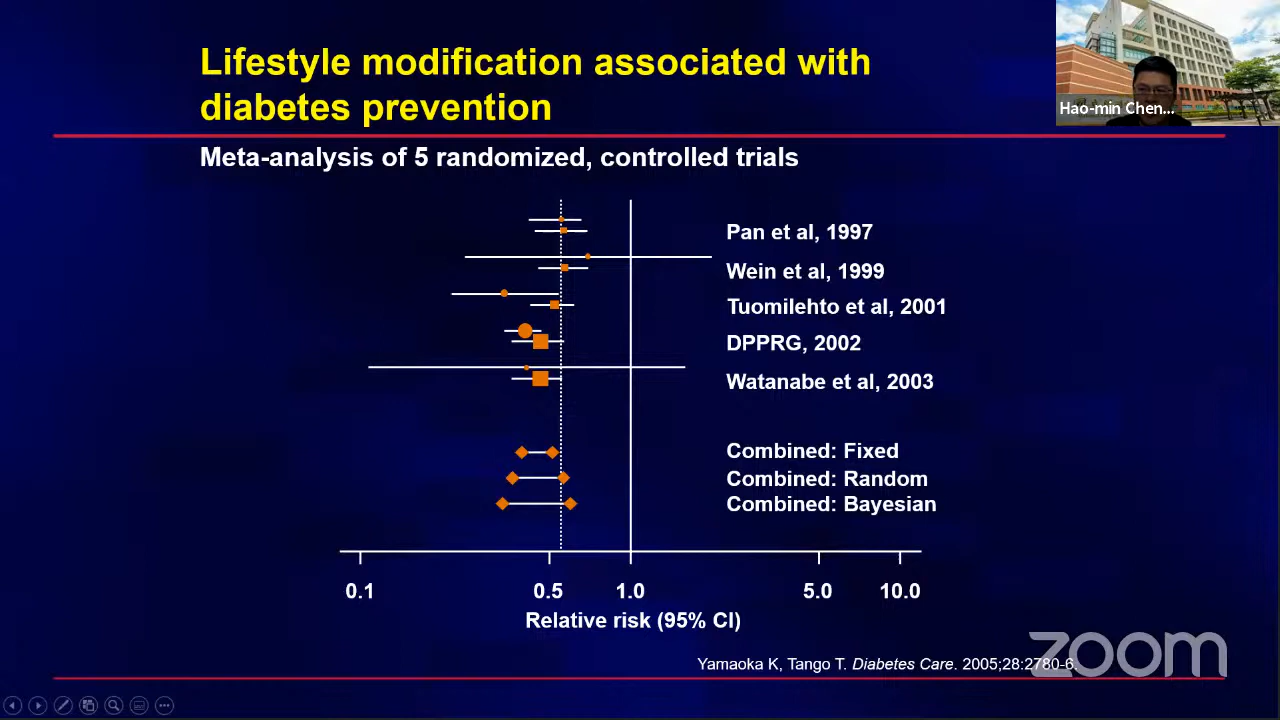 Lifestyle modification associated with
diabetes prevention
Hao-min Chen...
Meta-analysis of 5 randomized, controlled trials
Pan et al, 1997
Wein et al, 1999
Tuomilehto et al, 2001
DPPRG, 2002
Watanabe et al, 2003
Combined: Fixed
Combined: Random
Combined: Bayesian
0.1 0.5 1.0 5.0 10.0
Relative risk (95% CI)
Yamaoka K, Tango T. Diabetes Care. 2005;28:2780-6.
zoom